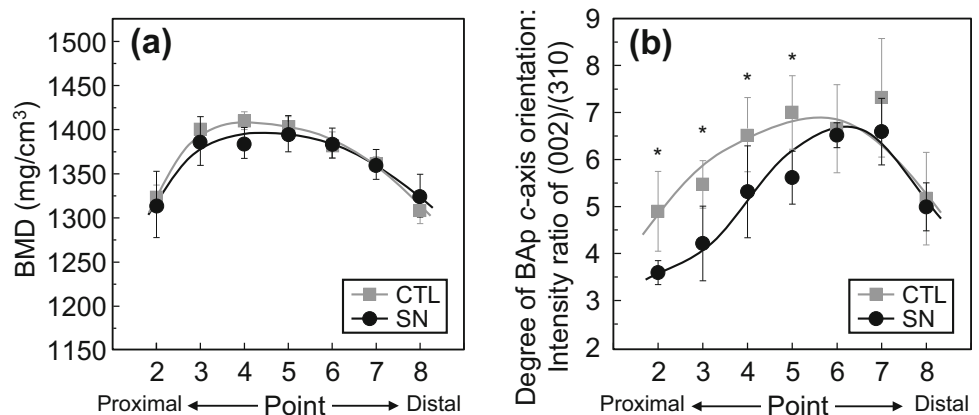 (a)
BMD (mg/cm³)
1500
1450
1400
1350
1300
1250
1200
1150
CTL
SN
2 3 4 5 6 7 8
Proximal ← Point → Distal
(b)
Degree of BAp c-axis orientation:
Intensity ratio of (002)/(310)
9
8
7
6
5
4
3
2
* * * *
CTL
SN
2 3 4 5 6 7 8
Proximal ← Point → Distal